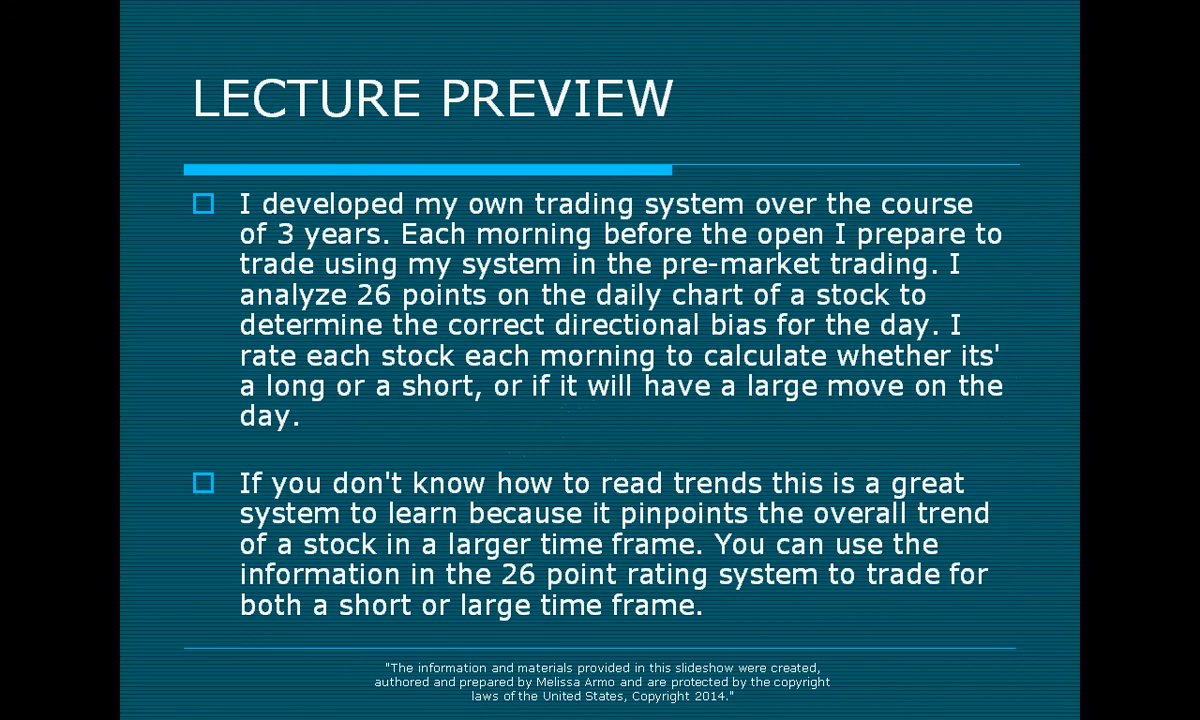 LECTURE PREVIEW
I developed my own trading system over the course
of 3 years. Each morning before the open I prepare to
trade using my system in the pre-market trading. I
analyze 26 points on the daily chart of a stock to
determine the correct directional bias for the day. I
rate each stock each morning to calculate whether its'
a long or a short, or if it will have a large move on the
day.
If you don't know how to read trends this is a great
system to learn because it pinpoints the overall trend
of a stock in a larger time frame. You can use the
information in the 26 point rating system to trade for
both a short or large time frame.
"The information and materials provided in this slideshow were created,
authored and prepared by Melissa Armo and are protected by the copyright
laws of the United States, Copyright 2014."